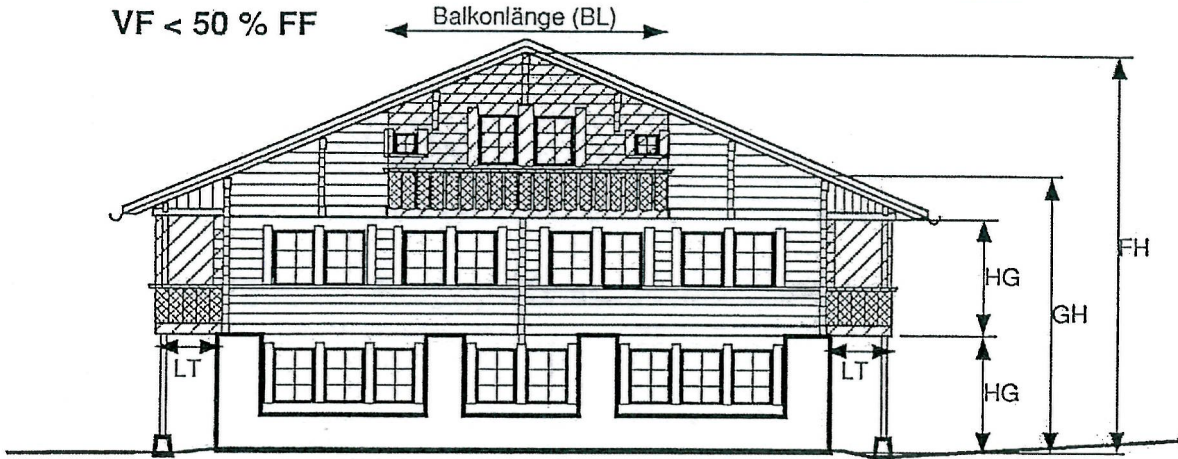 VF < 50 % FF
Balkonlänge (BL)
FH
HG
GH
LT
LT
HG